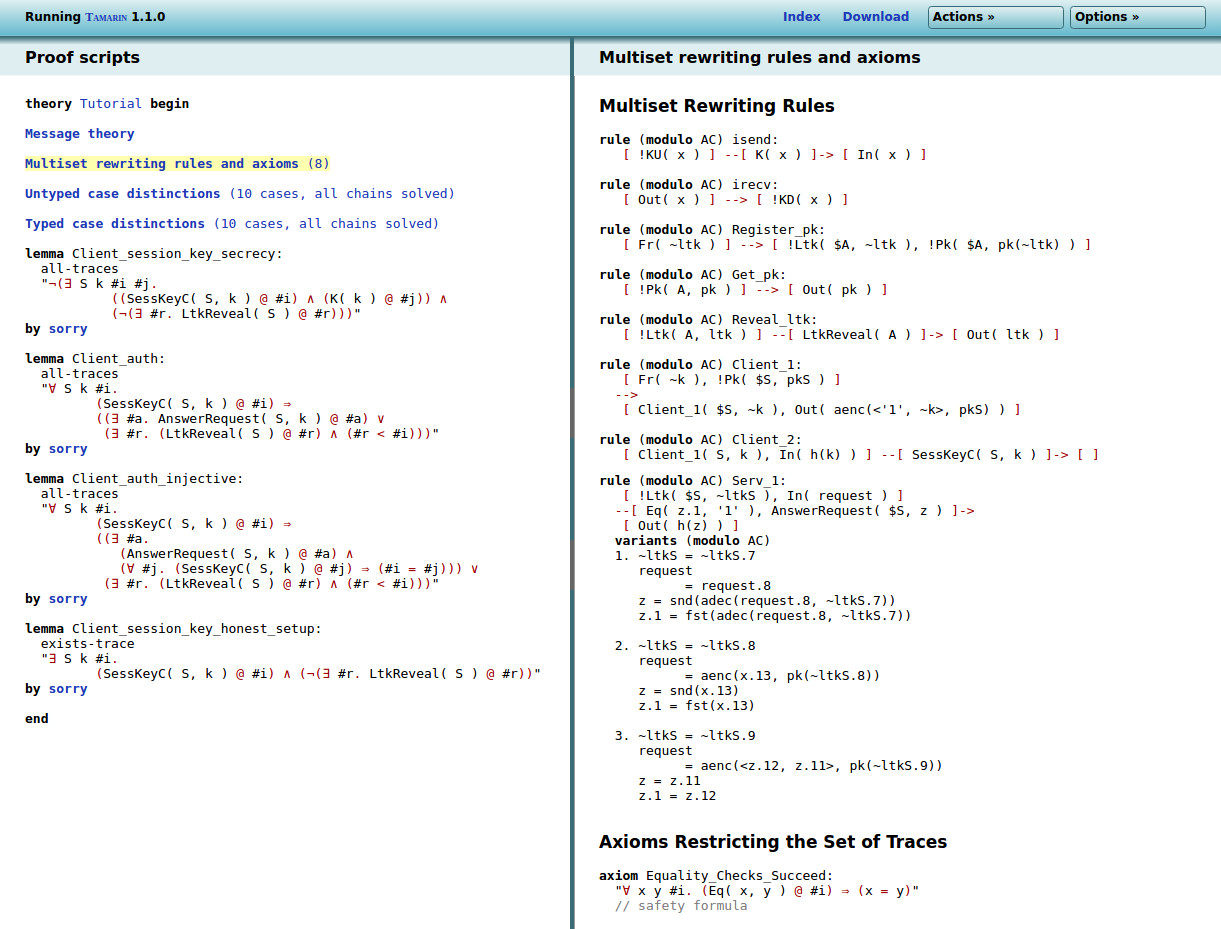 Running TAMARIN 1.1.0
Index Download Actions » Options »
Proof scripts
theory Tutorial begin
Message theory
Multiset rewriting rules and axioms (8)
Untyped case distinctions (10 cases, all chains solved)
Typed case distinctions (10 cases, all chains solved)
lemma Client_session_key_secrecy:
all-traces
"¬(∃ S k #i #j.
((SessKeyC( S, k ) @ #i) ∧ (K( k ) @ #j)) ∧
(¬(∃ #r. LtkReveal( S ) @ #r)))"
by sorry
lemma Client_auth:
all-traces
"∀ S k #i.
(SessKeyC( S, k ) @ #i) ⇒
((∃ #a. AnswerRequest( S, k ) @ #a) ∨
(∃ #r. (LtkReveal( S ) @ #r) ∧ (#r < #i)))"
by sorry
lemma Client_auth_injective:
all-traces
"∀ S k #i.
(SessKeyC( S, k ) @ #i) ⇒
((∃ #a.
(AnswerRequest( S, k ) @ #a) ∧
(∀ #j. (SessKeyC( S, k ) @ #j) ⇒ (#i = #j))) ∨
(∃ #r. (LtkReveal( S ) @ #r) ∧ (#r < #i)))"
by sorry
lemma Client_session_key_honest_setup:
exists-trace
"∃ S k #i.
(SessKeyC( S, k ) @ #i) ∧ (¬(∃ #r. LtkReveal( S ) @ #r))"
by sorry
end
Multiset rewriting rules and axioms
Multiset Rewriting Rules
rule (modulo AC) isend:
[ !KU( x ) ] --[ K( x ) ]-> [ In( x ) ]
rule (modulo AC) irecv:
[ Out( x ) ] --> [ !KD( x ) ]
rule (modulo AC) Register_pk:
[ Fr( ~ltk ) ] --> [ !Ltk( $A, ~ltk ), !Pk( $A, pk(~ltk) ) ]
rule (modulo AC) Get_pk:
[ !Pk( A, pk ) ] --> [ Out( pk ) ]
rule (modulo AC) Reveal_ltk:
[ !Ltk( A, ltk ) ] --[ LtkReveal( A ) ]-> [ Out( ltk ) ]
rule (modulo AC) Client_1:
[ Fr( ~k ), !Pk( $S, pkS ) ]
-->
[ Client_1( $S, ~k ), Out( aenc(<'1', ~k>, pkS) ) ]
rule (modulo AC) Client_2:
[ Client_1( S, k ), In( h(k) ) ] --[ SessKeyC( S, k ) ]-> [ ]
rule (modulo AC) Serv_1:
[ !Ltk( $S, ~ltkS ), In( request ) ]
--[ Eq( z.1, '1' ), AnswerRequest( $S, z ) ]->
[ Out( h(z) ) ]
variants (modulo AC)
1. ~ltkS = ~ltkS.7
request
= request.8
z = snd(adec(request.8, ~ltkS.7))
z.1 = fst(adec(request.8, ~ltkS.7))
2. ~ltkS = ~ltkS.8
request
= aenc(x.13, pk(~ltkS.8))
z = snd(x.13)
z.1 = fst(x.13)
3. ~ltkS = ~ltkS.9
request
= aenc(<z.12, z.11>, pk(~ltkS.9))
z = z.11
z.1 = z.12
Axioms Restricting the Set of Traces
axiom Equality_Checks_Succeed:
"∀ x y #i. (Eq( x, y ) @ #i) ⇒ (x = y)"
// safety formula